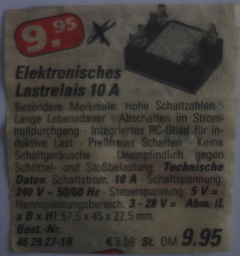 9.95
Elektronisches
Lastrelais 10 A
Besondere Merkmale: Hohe Schaltzahlen ·
Lange Lebensdauer · Abschalten im Strom-
nulldurchgang · Integriertes RC-Glied für in-
duktive Last · Prellfreies Schalten · Keine
Schaltgeräusche · Unempfindlich gegen
Schüttel- und Stoßbelastung. Technische
Daten: Schaltstrom: 10 A · Schaltspannung:
240 V ~ 50/60 Hz · Steuerspannung: 5 V = ·
Nennspannungsbereich: 3 - 28 V = · Abm. (L
x B x H): 57,5 x 45 x 22,5 mm.
Best.-Nr.
46 29 27-1R € 5.09 St. DM 9.95